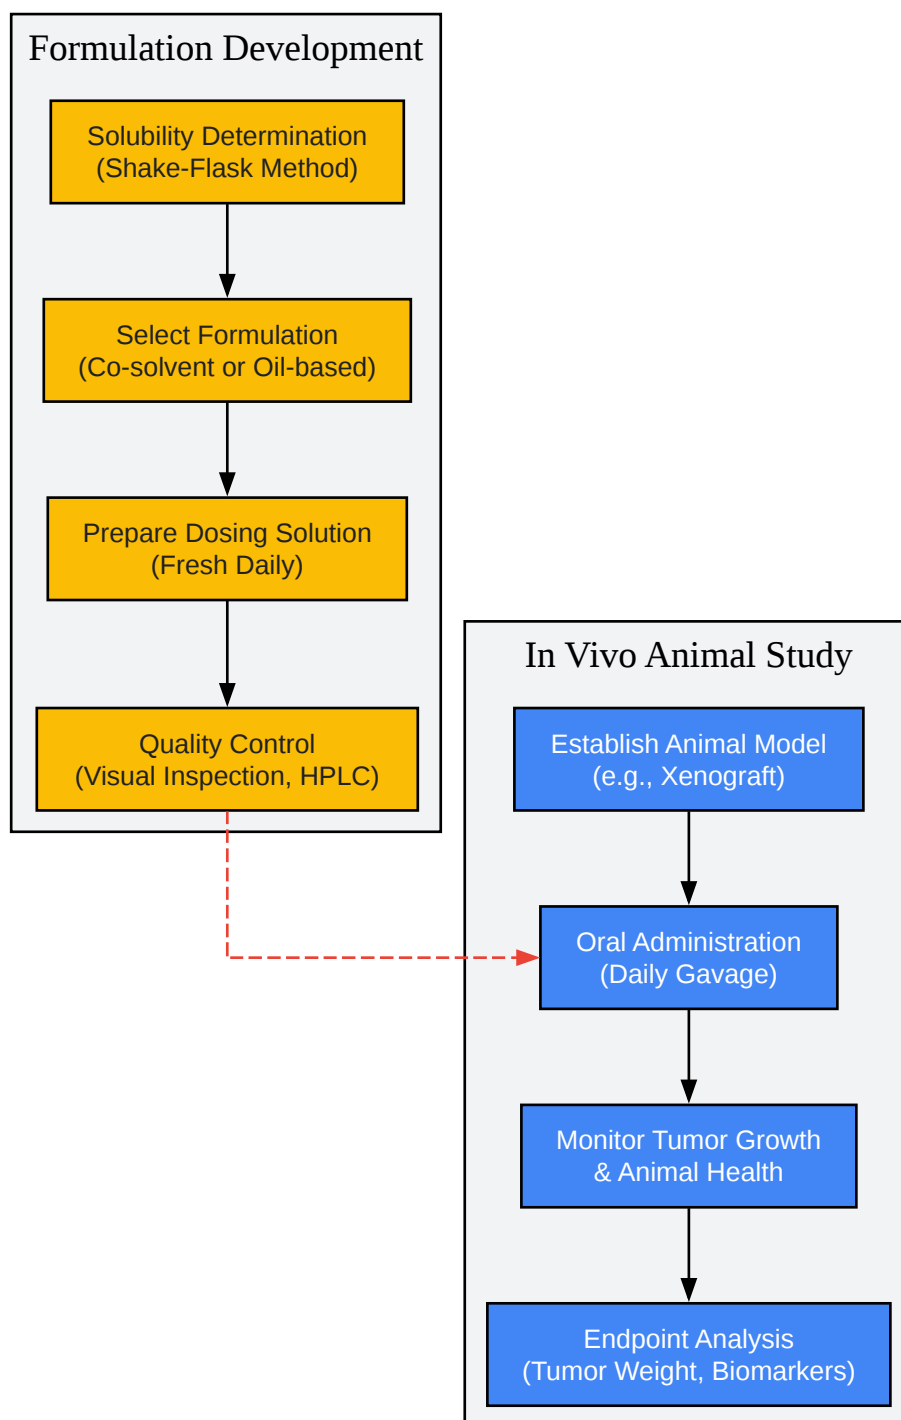 Formulation Development
Solubility Determination
(Shake-Flask Method)
Select Formulation
(Co-solvent or Oil-based)
Prepare Dosing Solution
(Fresh Daily)
Quality Control
(Visual Inspection, HPLC)
In Vivo Animal Study
Establish Animal Model
(e.g., Xenograft)
Oral Administration
(Daily Gavage)
Monitor Tumor Growth
& Animal Health
Endpoint Analysis
(Tumor Weight, Biomarkers)